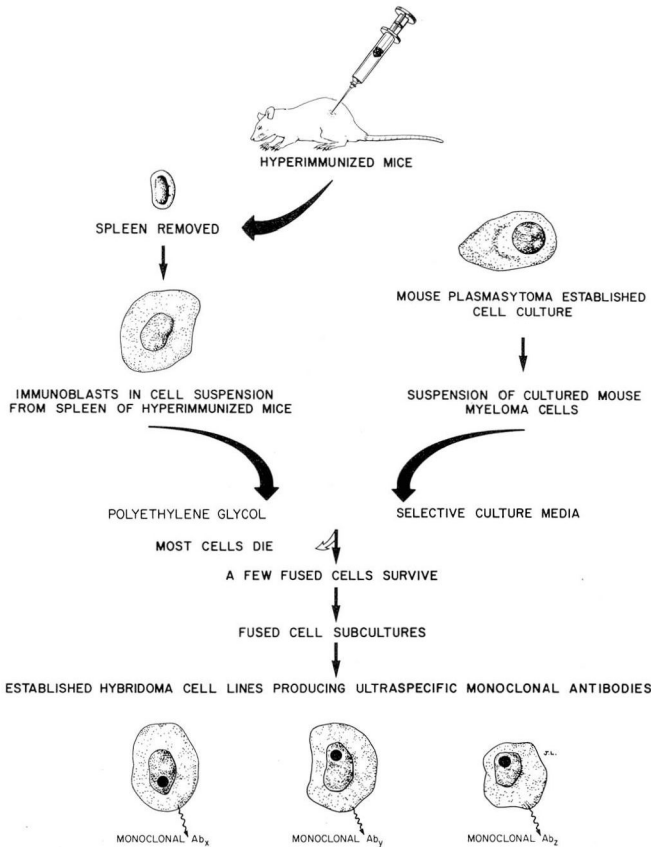 HYPERIMMUNIZED MICE
SPLEEN REMOVED
MOUSE PLASMASYTOMA ESTABLISHED
CELL CULTURE
IMMUNOBLASTS IN CELL SUSPENSION
FROM SPLEEN OF HYPERIMMUNIZED MICE
SUSPENSION OF CULTURED MOUSE
MYELOMA CELLS
POLYETHYLENE GLYCOL
SELECTIVE CULTURE MEDIA
MOST CELLS DIE
A FEW FUSED CELLS SURVIVE
FUSED CELL SUBCULTURES
ESTABLISHED HYBRIDOMA CELL LINES PRODUCING ULTRASPECIFIC MONOCLONAL ANTIBODIES
J.L.
MONOCLONAL Abx
MONOCLONAL Aby
MONOCLONAL Abz